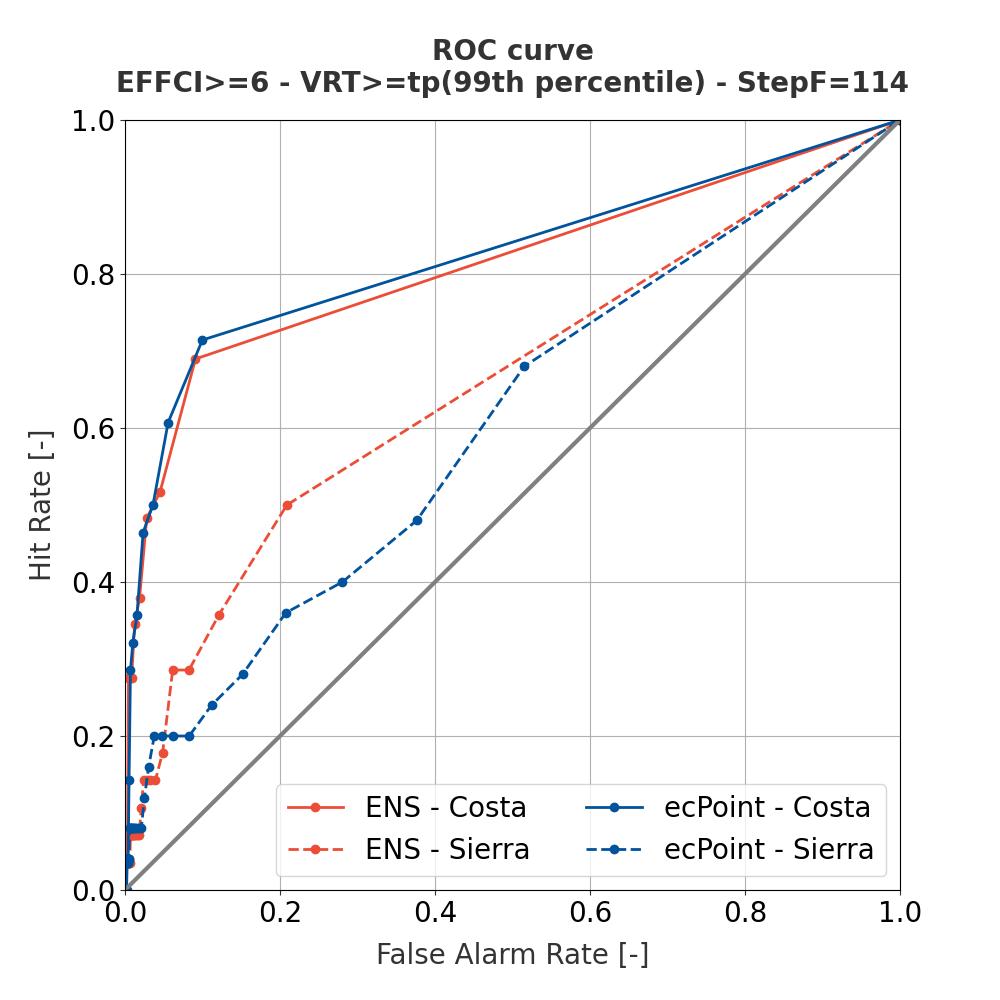 ROC curve
EFFCI>=6 - VRT>=tp(99th percentile) - StepF=114
1.0
0.8
0.6
0.4
0.2
0.0
Hit Rate [-]
ENS - Costa
ENS - Sierra
ecPoint - Costa
ecPoint - Sierra
0.0 0.2 0.4 0.6 0.8 1.0
False Alarm Rate [-]